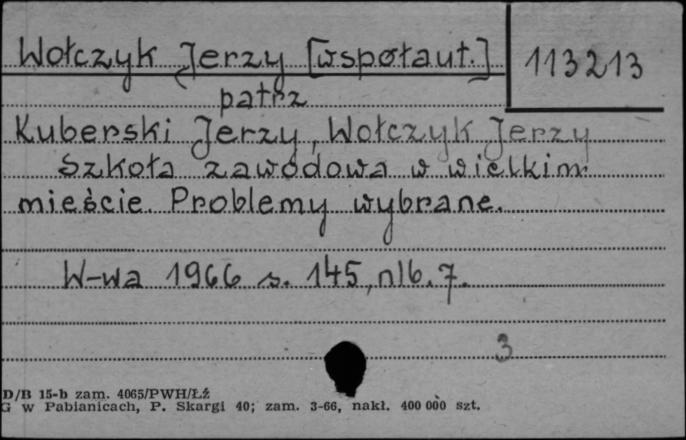 Wołczyk Jerzy [współaut.]
113213
patrz
Kuberski Jerzy, Wołczyk Jerzy
Szkoła zawodowa w wielkim
mieście. Problemy wybrane.
W-wa 1966 s. 145, nlb. 7.
3
D/B 15-b zam. 4065/PWH/Łź
G w Pabianicach, P. Skargi 40; zam. 3-66, nakł. 400 000 szt.